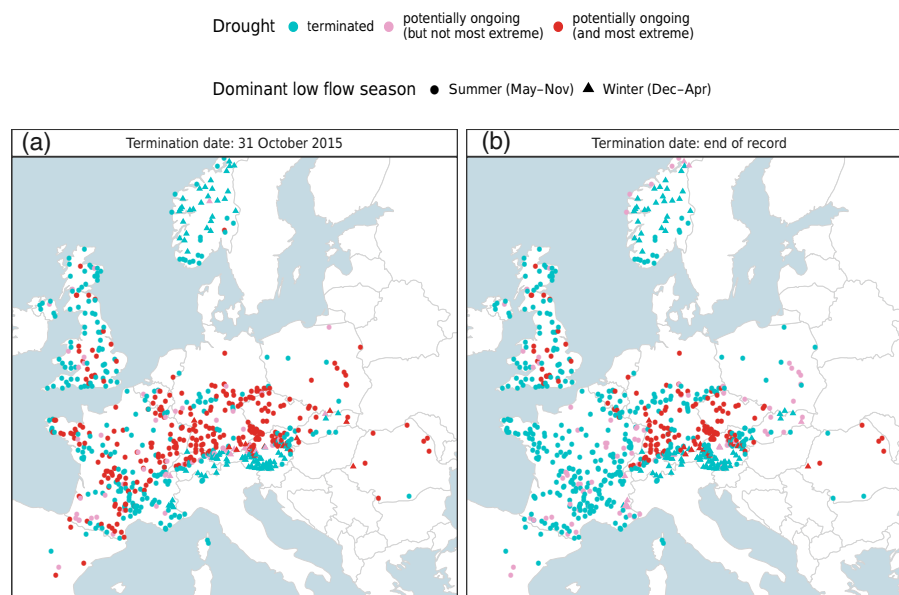 Drought terminated potentially ongoing (but not most extreme) potentially ongoing (and most extreme)
Dominant low flow season Summer (May–Nov) Winter (Dec–Apr)
(a) Termination date: 31 October 2015
(b) Termination date: end of record